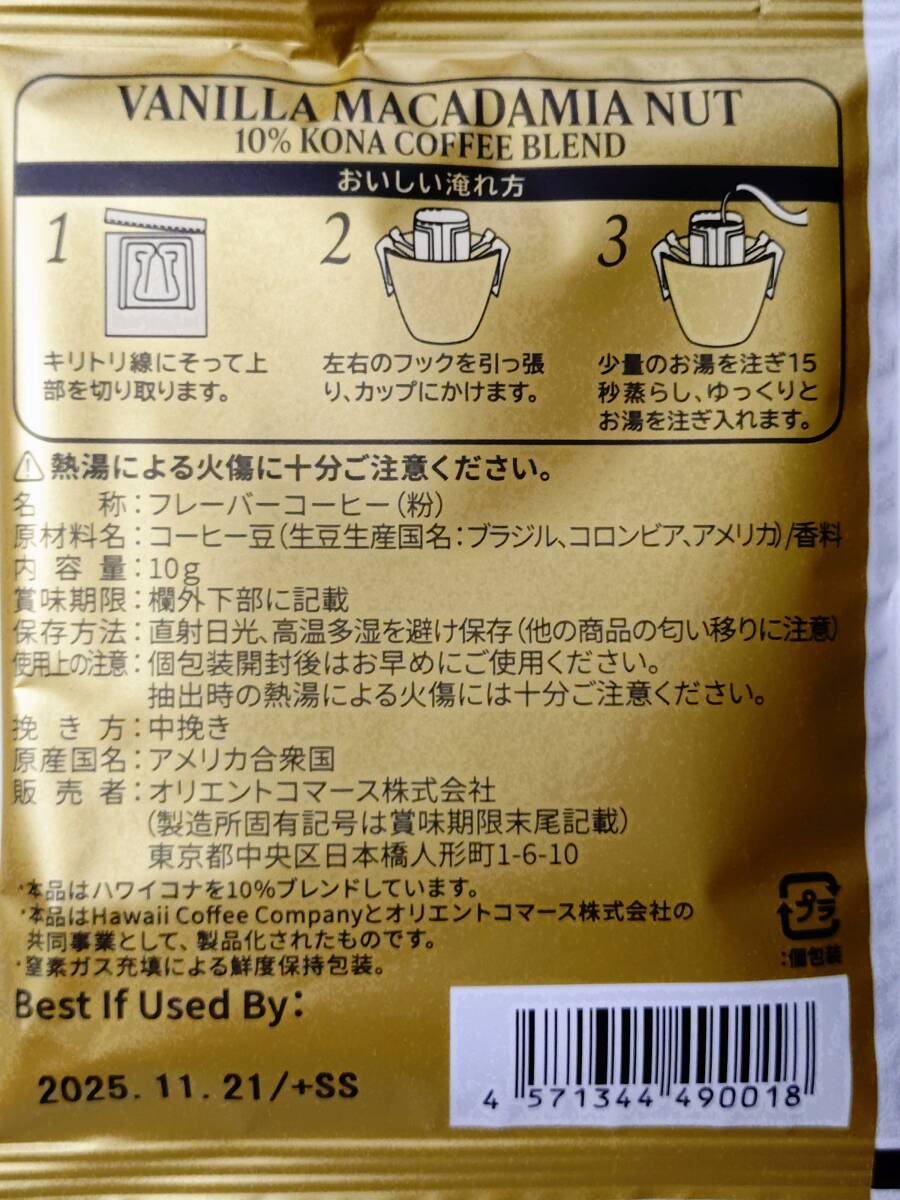 VANILLA MACADAMIA NUT
10% KONA COFFEE BLEND
おいしい淹れ方
1
2
3
キリトリ線にそって上
部を切り取ります。
左右のフックを引っ張
り、カップにかけます。
少量のお湯を注ぎ15
秒蒸らし、ゆっくりと
お湯を注ぎ入れます。
熱湯による火傷に十分ご注意ください。
名称：フレーバーコーヒー（粉）
原材料名：コーヒー豆（生豆生産国名：ブラジル、コロンビア、アメリカ）/香料
内容量：10g
賞味期限：欄外下部に記載
保存方法：直射日光、高温多湿を避け保存（他の商品の匂い移りに注意）
使用上の注意：個包装開封後はお早めにご使用ください。
抽出時の熱湯による火傷には十分ご注意ください。
挽き方：中挽き
原産国名：アメリカ合衆国
販売者：オリエントコマース株式会社
（製造所固有記号は賞味期限末尾記載）
東京都中央区日本橋人形町1-6-10
・本品はハワイコナを10%ブレンドしています。
・本品はHawaii Coffee Companyとオリエントコマース株式会社の
共同事業として、製品化されたものです。
・窒素ガス充填による鮮度保持包装。
プラ
：個包装
Best If Used By:
2025. 11. 21/+SS
4 571344 490018